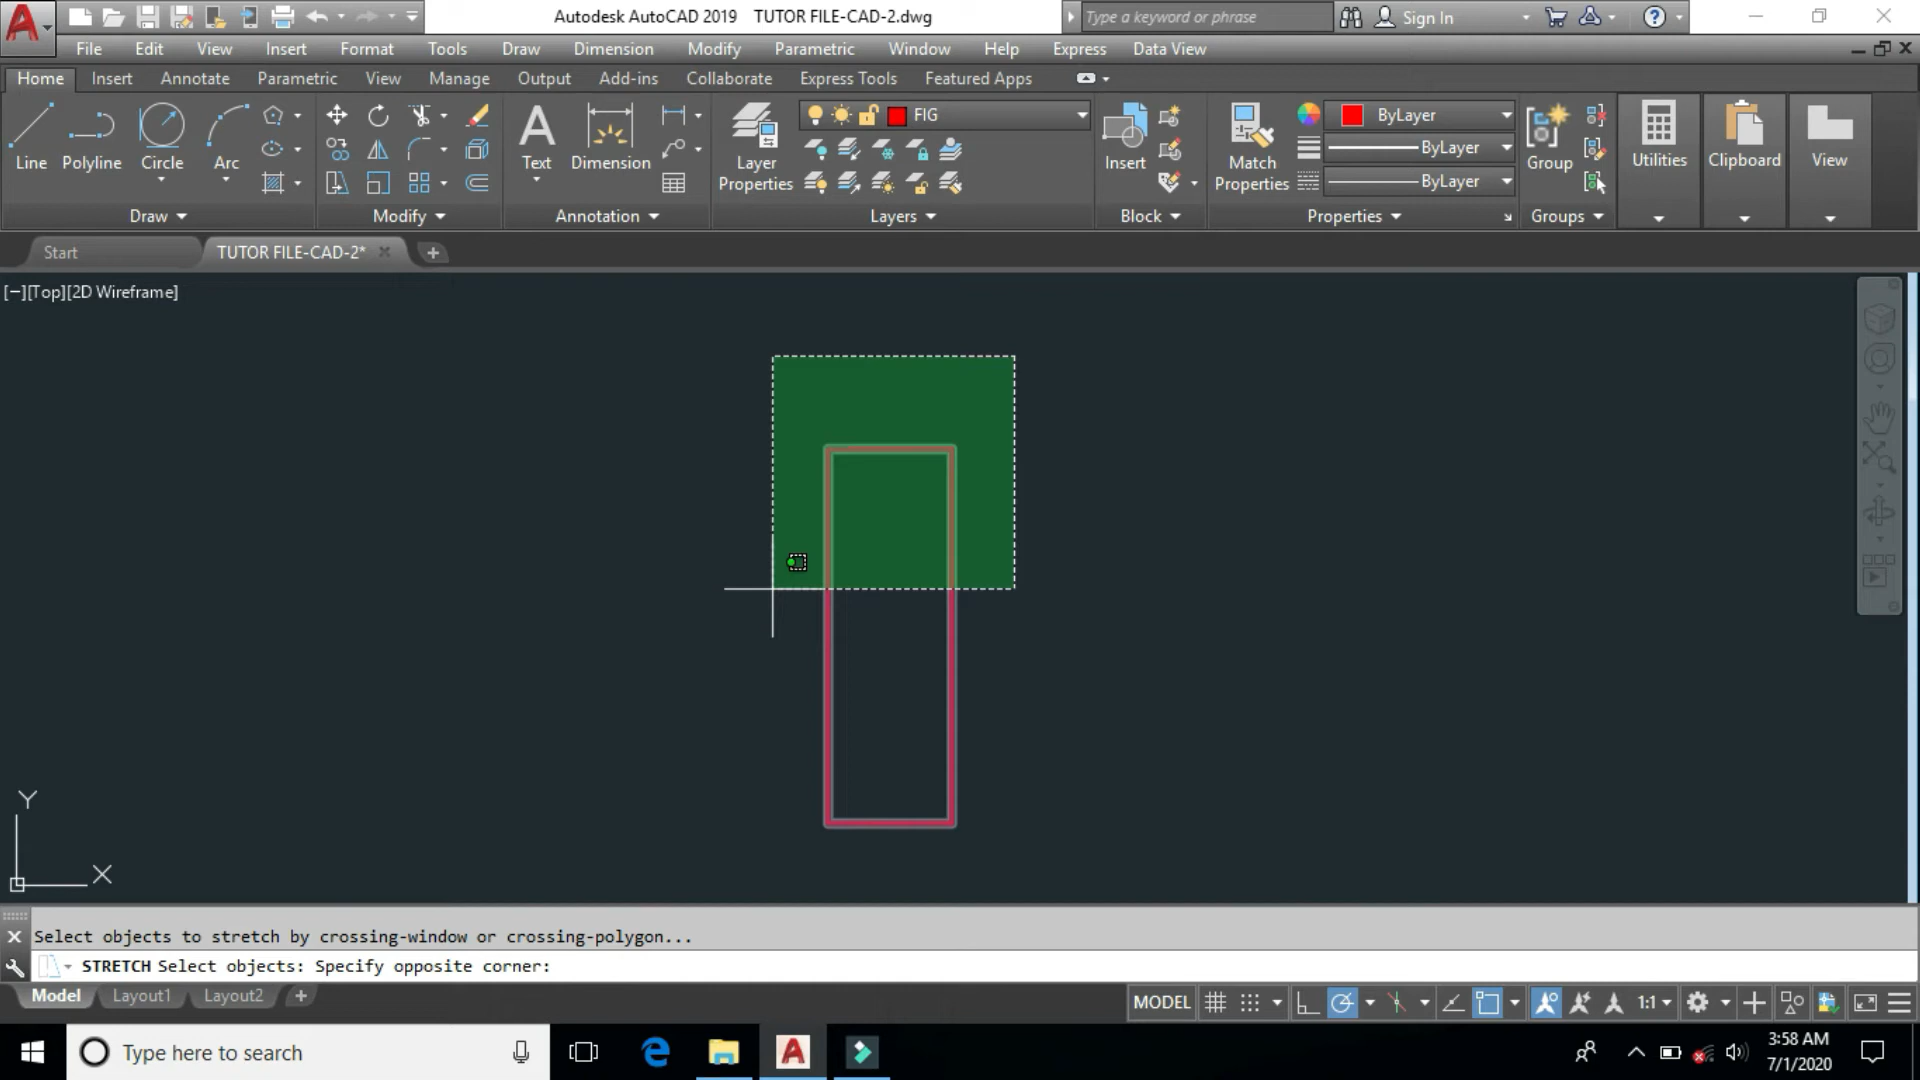 Autodesk AutoCAD 2019 TUTOR FILE-CAD-2.dwg
Type a keyword or phrase
Sign In
File Edit View Insert Format Tools Draw Dimension Modify Parametric Window Help Express Data View
Home Insert Annotate Parametric View Manage Output Add-ins Collaborate Express Tools Featured Apps
Line Polyline Circle Arc
Text Dimension
Layer Properties
FIG
Insert
Match Properties
ByLayer
ByLayer
ByLayer
Group
Utilities Clipboard View
Draw Modify Annotation Layers Block Properties Groups
Start TUTOR FILE-CAD-2*
[−][Top][2D Wireframe]
Y
X
Select objects to stretch by crossing-window or crossing-polygon...
STRETCH Select objects: Specify opposite corner:
Model Layout1 Layout2
MODEL 1:1
Type here to search
3:58 AM
7/1/2020